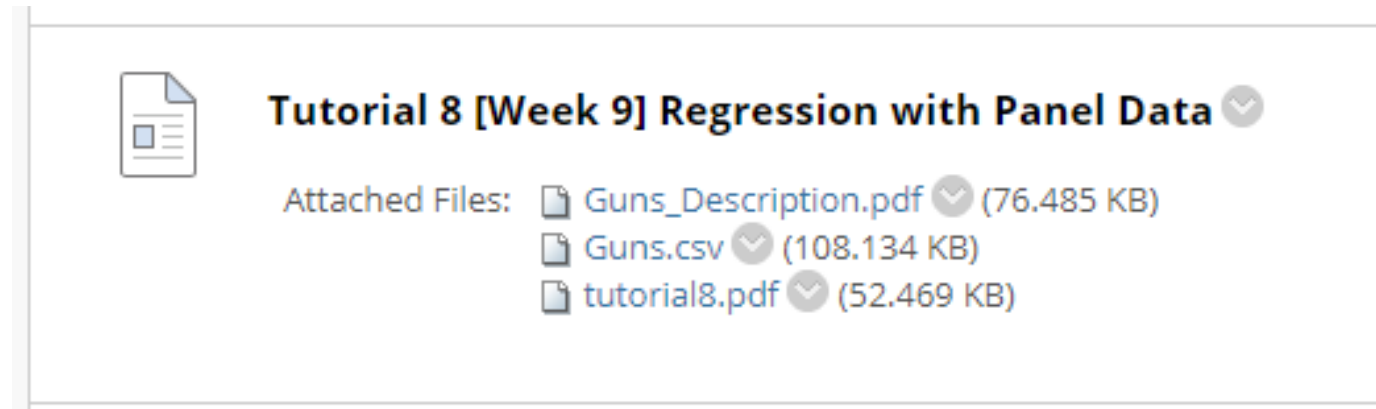 Tutorial 8 [Week 9] Regression with Panel Data
Attached Files: Guns_Description.pdf (76.485 KB)
Guns.csv (108.134 KB)
tutorial8.pdf (52.469 KB)